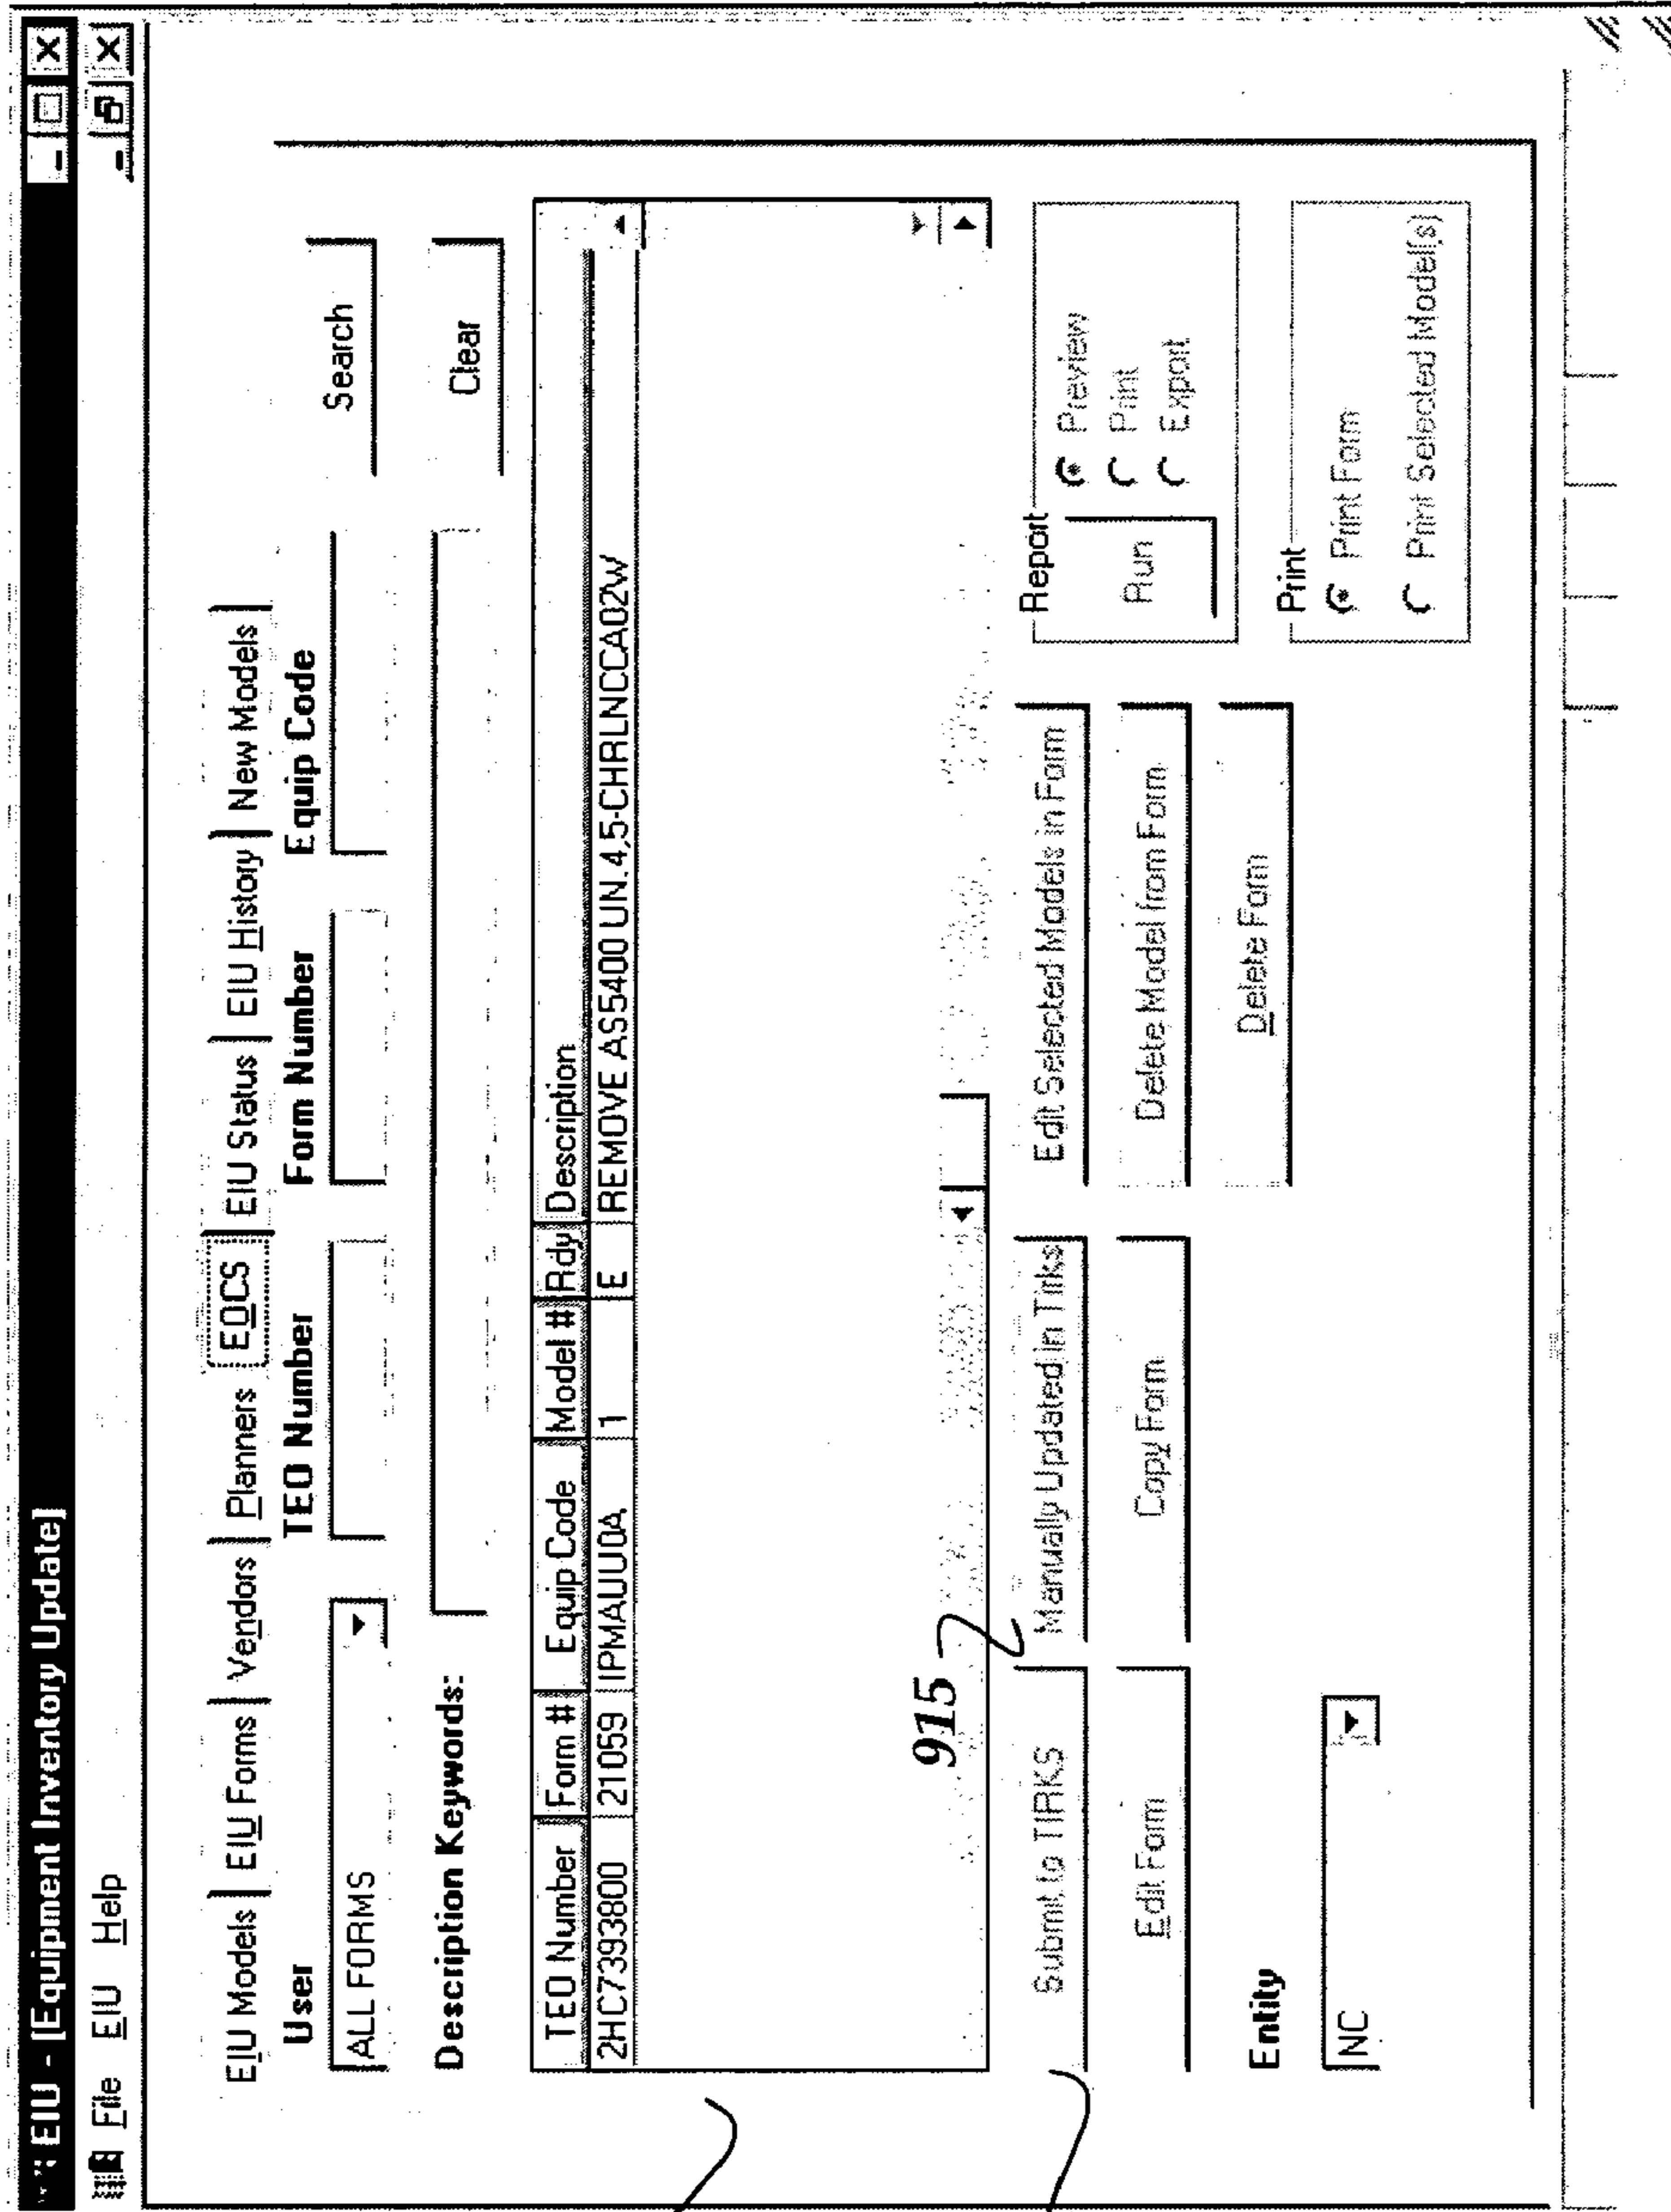 EIU - [Equipment Inventory Update]
File EIU Help
EIU Models EIU Forms Vendors Planners EOCS EIU Status EIU History New Models
User TEO Number Form Number Equip Code
ALL FORMS Search
Description Keywords: Clear
TEO Number Form # Equip Code Model # Rdy Description
2HC7393800 21059 IPMAUU0A. 1 E REMOVE AS5400 UN.4,5-CHRLNCCA02W
915
Submit to TIRKS Manually Updated in Tirks Edit Selected Models in Form
Edit Form Copy Form Delete Model from Form
Delete Form
Report
Run
Preview
Print
Export
Entity
NC
Print
Print Form
Print Selected Model(s)